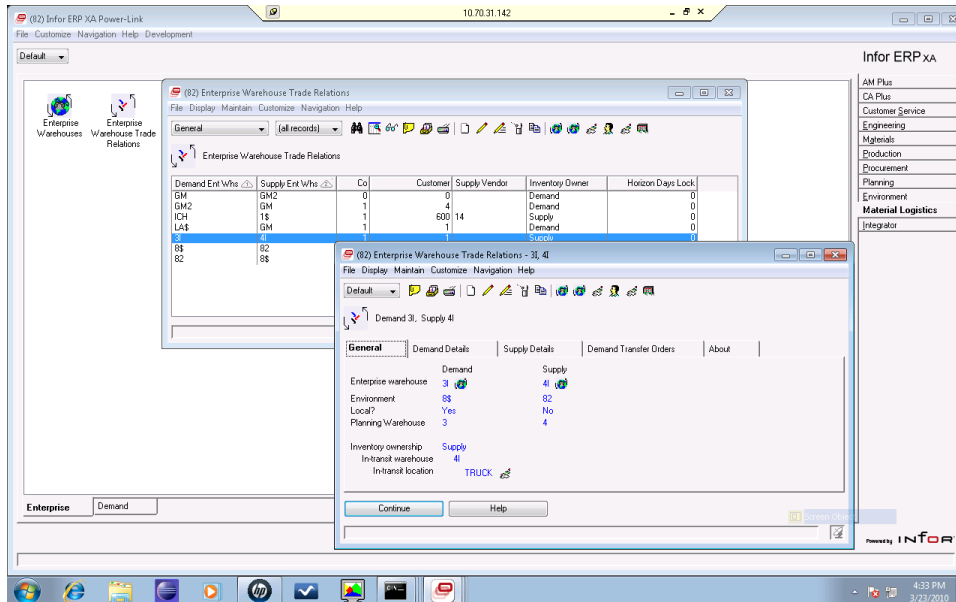 10.70.31.142
(82) Infor ERP XA Power-Link
File Customize Navigation Help Development
Default
Infor ERP XA
Enterprise Warehouses
Enterprise Warehouse Trade Relations
AM Plus
CA Plus
Customer Service
Engineering
Materials
Production
Procurement
Planning
Environment
Material Logistics
Integrator
(82) Enterprise Warehouse Trade Relations
File Display Maintain Customize Navigation Help
General (all records)
Enterprise Warehouse Trade Relations
Demand Ent Whs Supply Ent Whs Co Customer Supply Vendor Inventory Owner Horizon Days Lock
GM GM2 0 0 Demand 0
GM2 GM 1 4 Demand 0
ICH 1$ 1 600 14 Supply 0
LA$ GM 1 1 Demand 0
3I 4I 1 1 Supply 0
8$ 82
82 8$
(82) Enterprise Warehouse Trade Relations - 3I, 4I
File Display Maintain Customize Navigation Help
Default
Demand 3I, Supply 4I
General Demand Details Supply Details Demand Transfer Orders About
Demand Supply
Enterprise warehouse 3I 4I
Environment 8$ 82
Local? Yes No
Planning Warehouse 3 4
Inventory ownership Supply
In-transit warehouse 4I
In-transit location TRUCK
Continue Help
Screen Object
Enterprise Demand
Powered by INFOR
4:33 PM
3/23/2010